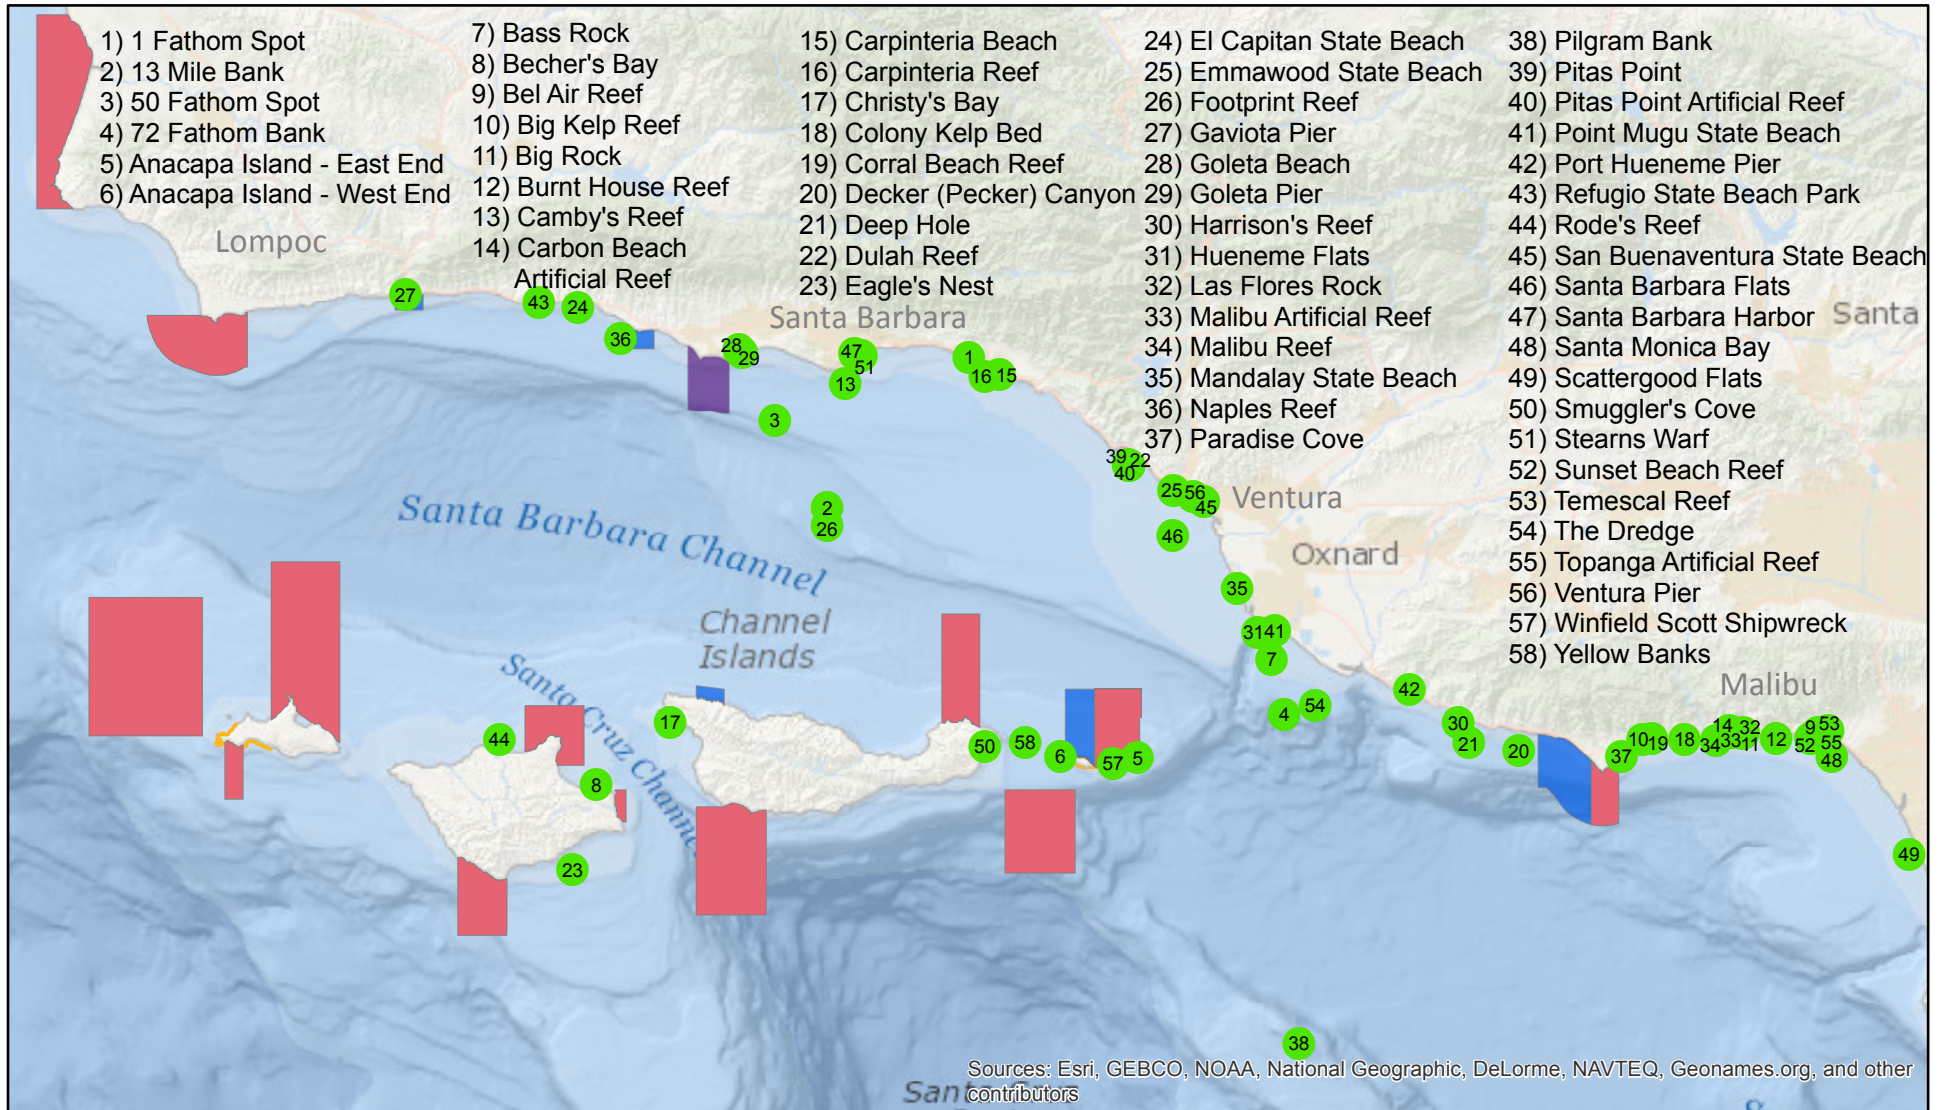 1) 1 Fathom Spot
2) 13 Mile Bank
3) 50 Fathom Spot
4) 72 Fathom Bank
5) Anacapa Island - East End
6) Anacapa Island - West End
7) Bass Rock
8) Becher's Bay
9) Bel Air Reef
10) Big Kelp Reef
11) Big Rock
12) Burnt House Reef
13) Camby's Reef
14) Carbon Beach
Artificial Reef
15) Carpinteria Beach
16) Carpinteria Reef
17) Christy's Bay
18) Colony Kelp Bed
19) Corral Beach Reef
20) Decker (Pecker) Canyon
21) Deep Hole
22) Dulah Reef
23) Eagle's Nest
24) El Capitan State Beach
25) Emmawood State Beach
26) Footprint Reef
27) Gaviota Pier
28) Goleta Beach
29) Goleta Pier
30) Harrison's Reef
31) Hueneme Flats
32) Las Flores Rock
33) Malibu Artificial Reef
34) Malibu Reef
35) Mandalay State Beach
36) Naples Reef
37) Paradise Cove
38) Pilgram Bank
39) Pitas Point
40) Pitas Point Artificial Reef
41) Point Mugu State Beach
42) Port Hueneme Pier
43) Refugio State Beach Park
44) Rode's Reef
45) San Buenaventura State Beach
46) Santa Barbara Flats
47) Santa Barbara Harbor
48) Santa Monica Bay
49) Scattergood Flats
50) Smuggler's Cove
51) Stearns Warf
52) Sunset Beach Reef
53) Temescal Reef
54) The Dredge
55) Topanga Artificial Reef
56) Ventura Pier
57) Winfield Scott Shipwreck
58) Yellow Banks
Lompoc
Santa Barbara
Santa
Ventura
Oxnard
Malibu
Santa Barbara Channel
Channel
Islands
Santa Cruz Channel
27
43
24
36
28
29
47
51
13
1
16
15
3
2
26
39
22
40
25
56
45
46
35
31
41
7
4
54
42
30
21
20
37
10
19
18
14
32
34
33
11
12
9
53
52
55
48
49
17
44
8
23
50
58
6
57
5
38
Sources: Esri, GEBCO, NOAA, National Geographic, DeLorme, NAVTEQ, Geonames.org, and other
contributors
Santa Cruz